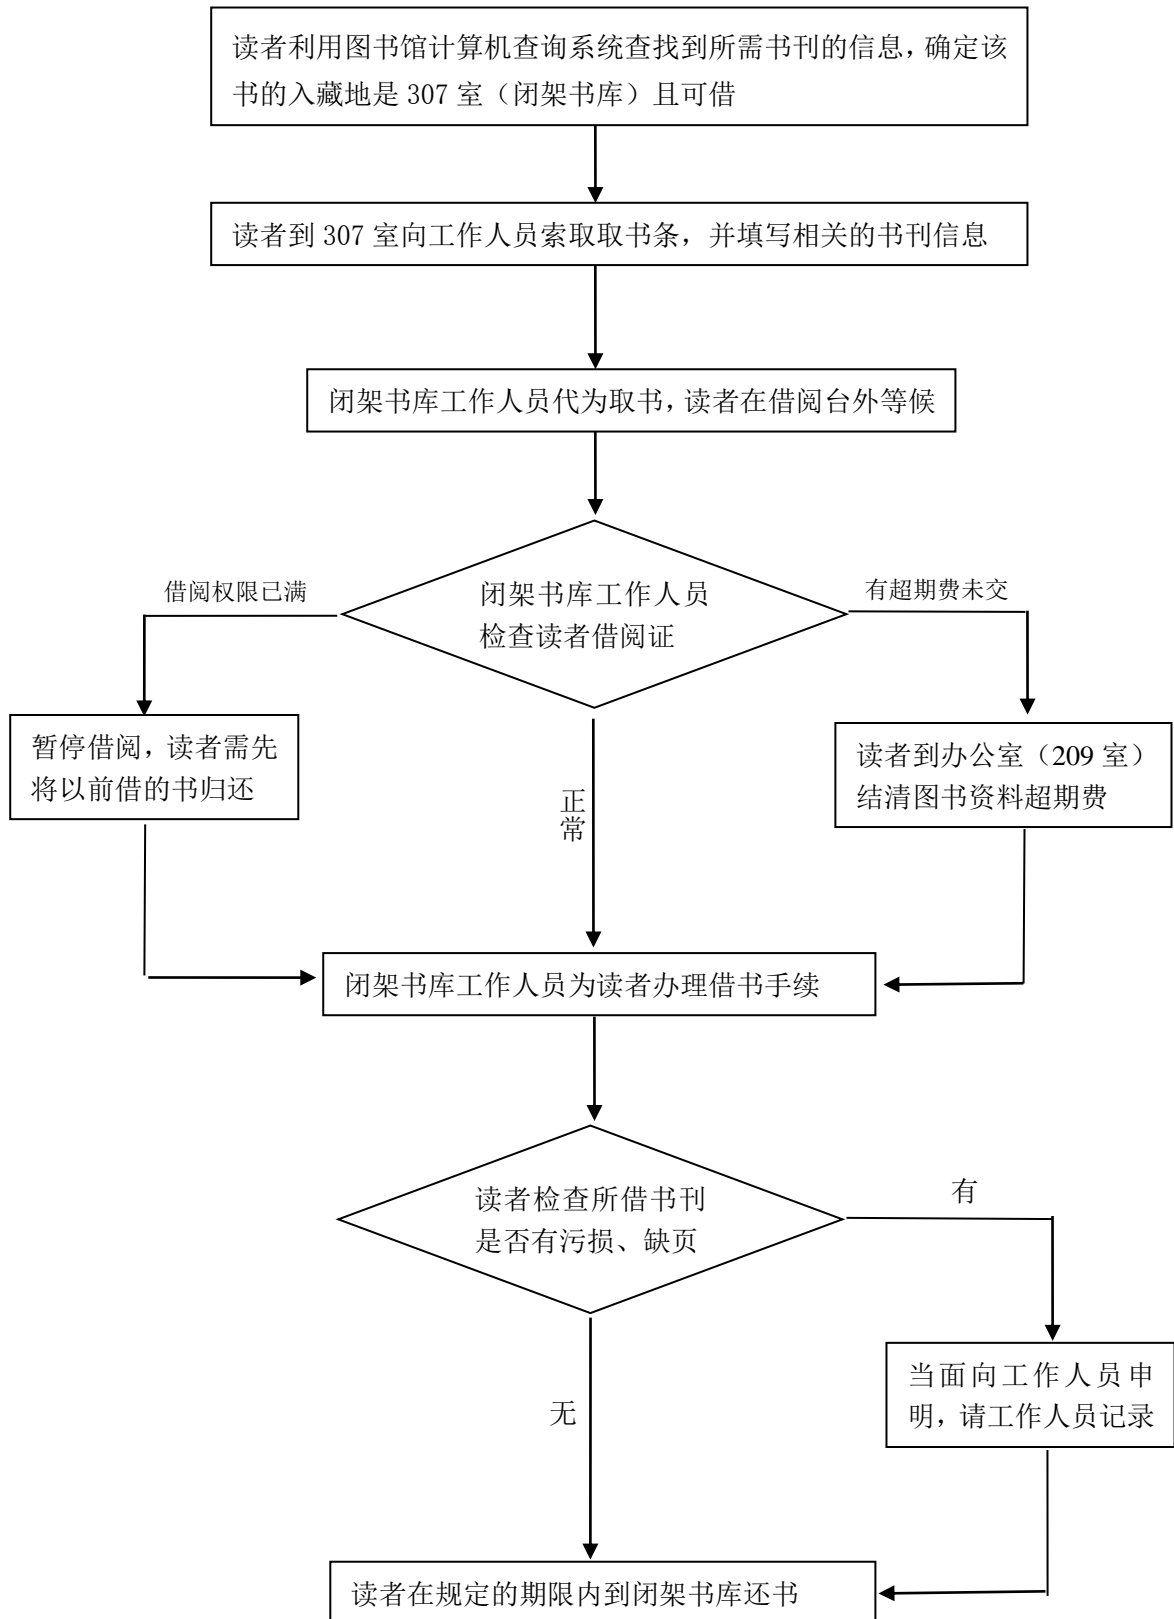 读者利用图书馆计算机查询系统查找到所需书刊的信息，确定该
书的入藏地是 307 室（闭架书库）且可借
读者到 307 室向工作人员索取取书条，并填写相关的书刊信息
闭架书库工作人员代为取书，读者在借阅台外等候
借阅权限已满
闭架书库工作人员
检查读者借阅证
有超期费未交
暂停借阅，读者需先
将以前借的书归还
正常
读者到办公室（209 室）
结清图书资料超期费
闭架书库工作人员为读者办理借书手续
读者检查所借书刊
是否有污损、缺页
有
无
当面向工作人员申
明，请工作人员记录
读者在规定的期限内到闭架书库还书